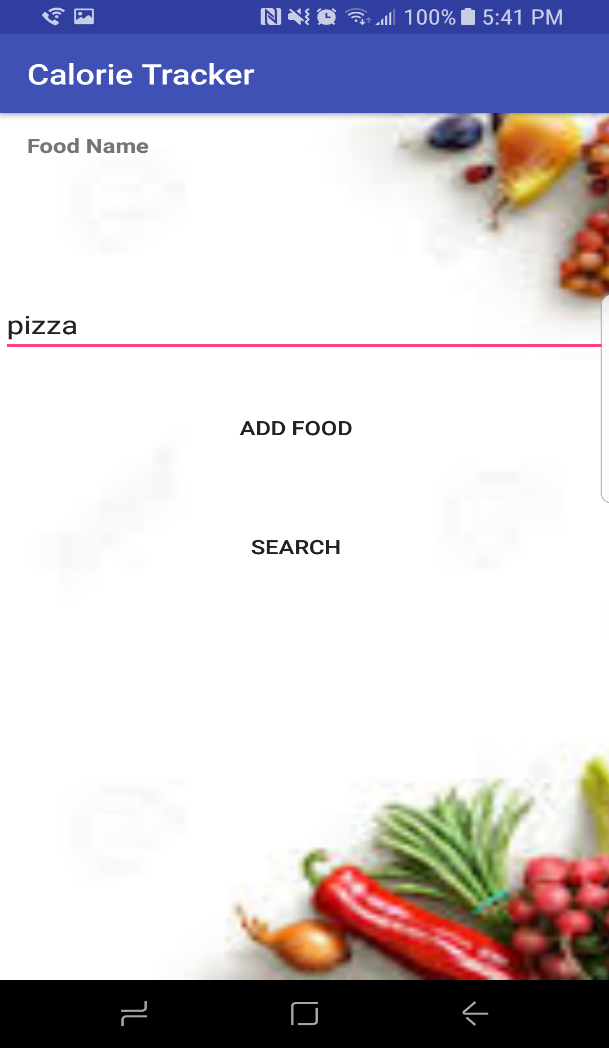 100% 5:41 PM
Calorie Tracker
Food Name
pizza
ADD FOOD
SEARCH